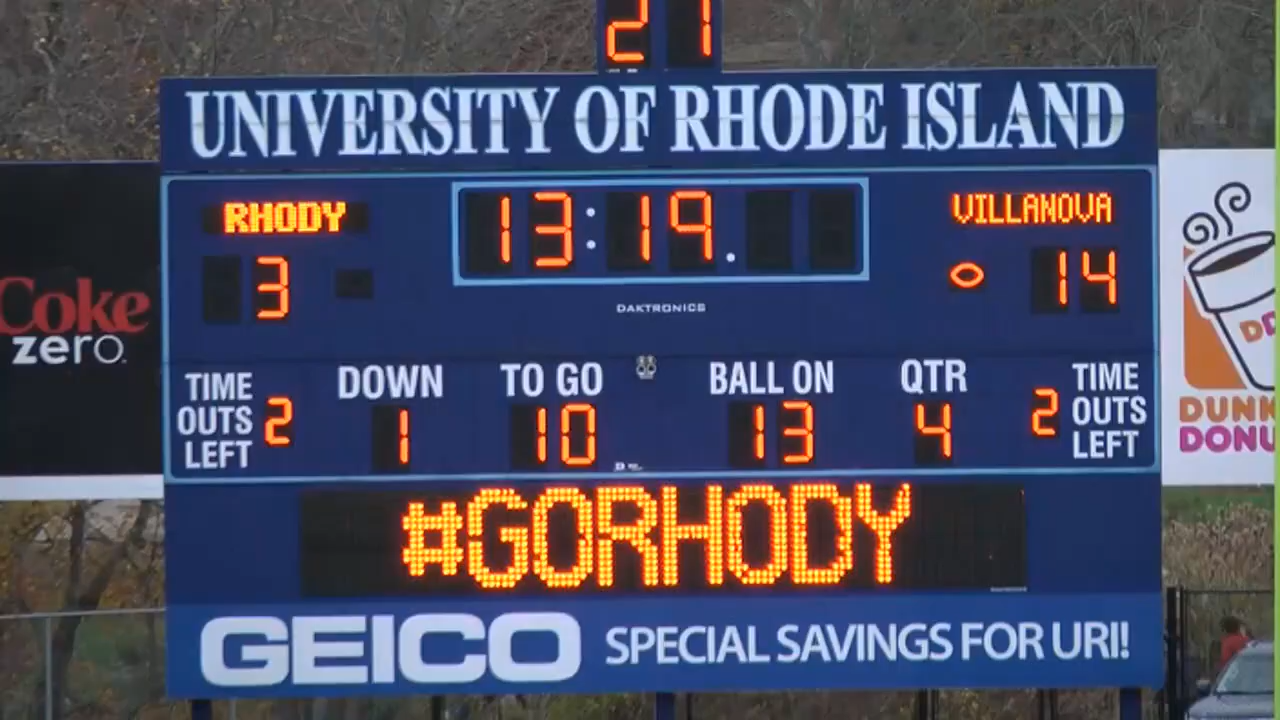 21
UNIVERSITY OF RHODE ISLAND
RHODY
13:19.
VILLANOVA
3
14
DAKTRONICS
Coke
zero
TIME
OUTS
LEFT
2
DOWN
1
TO GO
10
BALL ON
13
QTR
4
2
TIME
OUTS
LEFT
#GORHODY
GEICO SPECIAL SAVINGS FOR URI!
DUNK
DONU